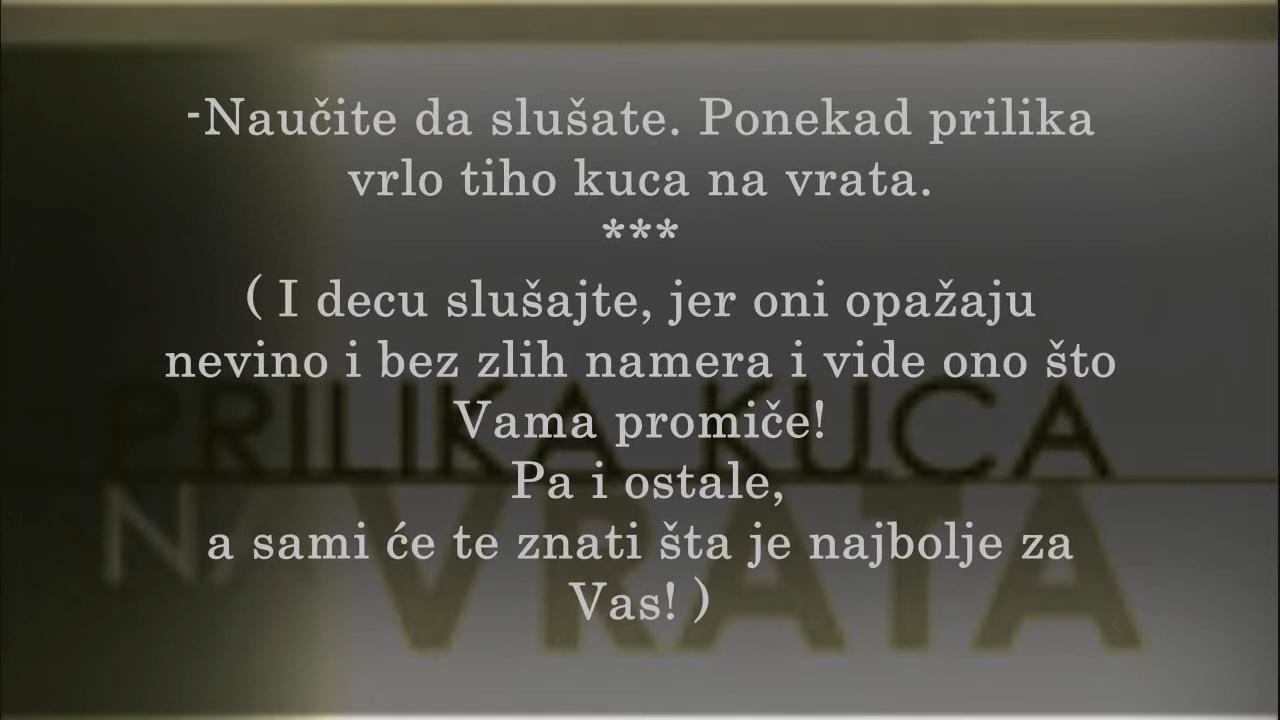 -Naučite da slušate. Ponekad prilika
vrlo tiho kuca na vrata.
***
( I decu slušajte, jer oni opažaju
nevino i bez zlih namera i vide ono što
Vama promiče!
Pa i ostale,
a sami će te znati šta je najbolje za
Vas! )
PRILIKA KUCA
NA VRATA